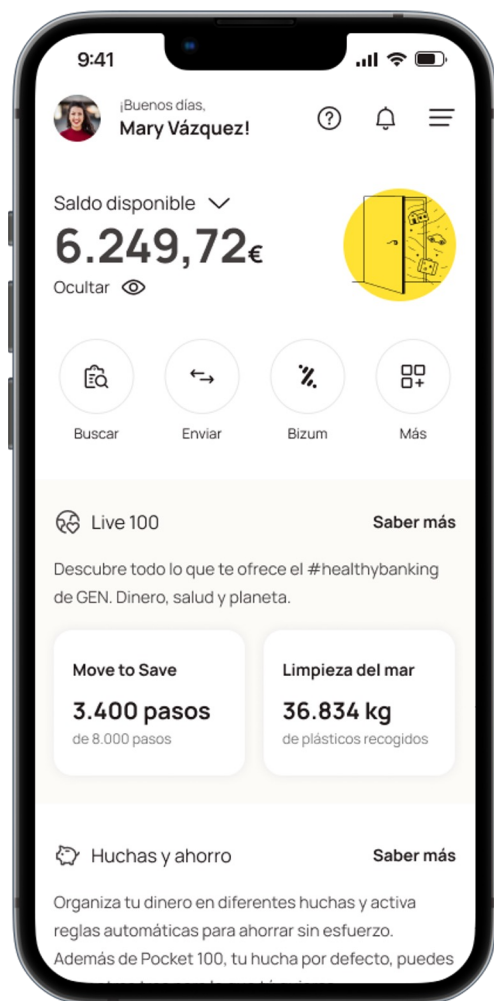 9:41
¡Buenos días,
Mary Vázquez!
Saldo disponible
6.249,72€
Ocultar
Buscar
Enviar
Bizum
Más
Live 100
Saber más
Descubre todo lo que te ofrece el #healthybanking
de GEN. Dinero, salud y planeta.
Move to Save
3.400 pasos
de 8.000 pasos
Limpieza del mar
36.834 kg
de plásticos recogidos
Huchas y ahorro
Saber más
Organiza tu dinero en diferentes huchas y activa
reglas automáticas para ahorrar sin esfuerzo.
Además de Pocket 100, tu hucha por defecto, puedes